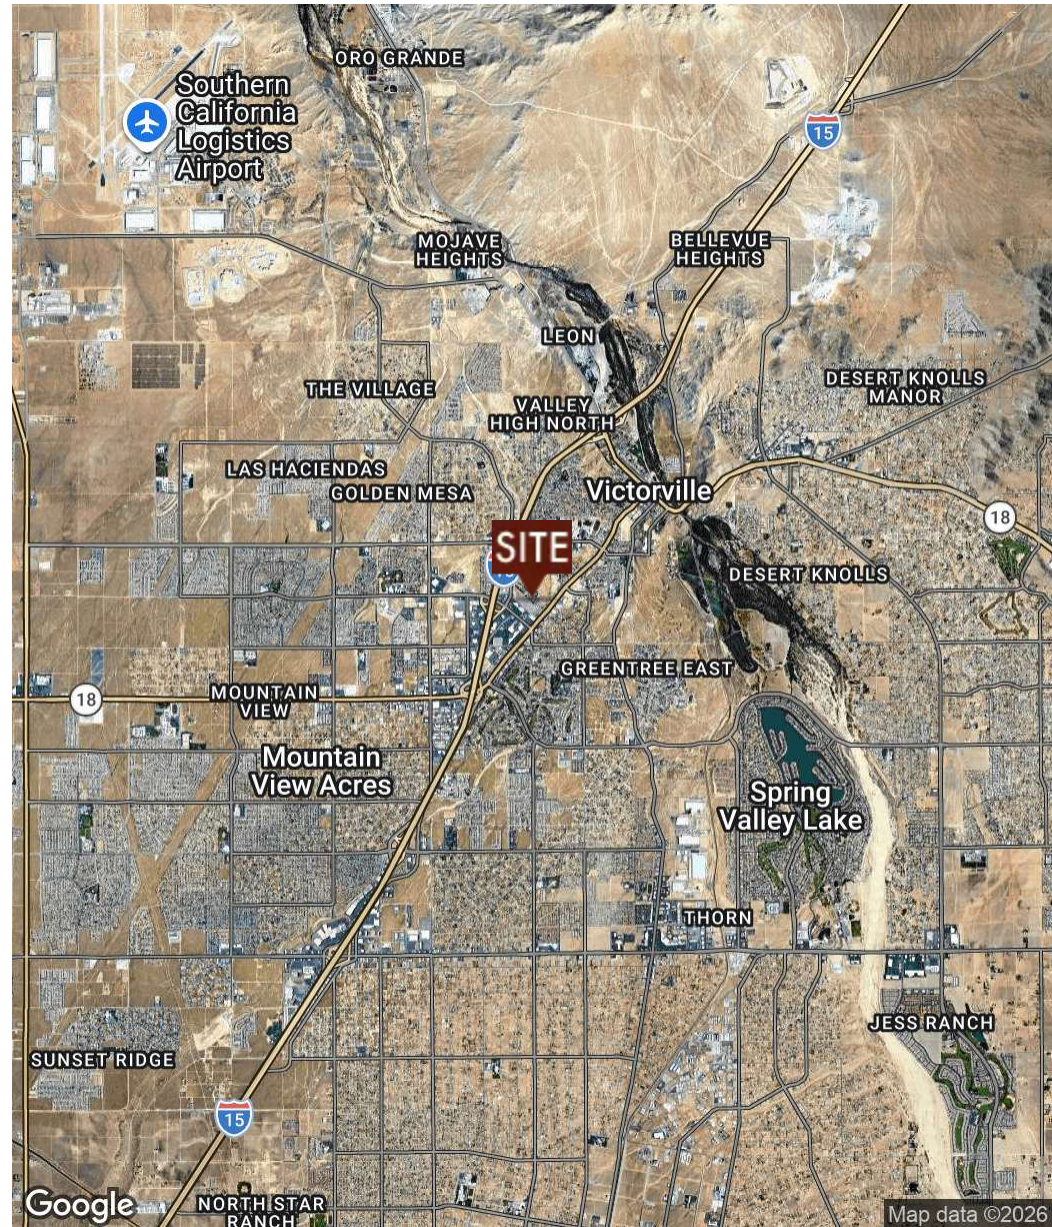 ORO GRANDE
Southern
California
Logistics
Airport
15
MOJAVE
HEIGHTS
BELLEVUE
HEIGHTS
LEON
DESERT KNOLLS
MANOR
THE VILLAGE
VALLEY
HIGH NORTH
LAS HACIENDAS
GOLDEN MESA
Victorville
18
SITE
DESERT KNOLLS
GREENTREE EAST
18
MOUNTAIN
VIEW
Mountain
View Acres
Spring
Valley Lake
THORN
JESS RANCH
SUNSET RIDGE
15
NORTH STAR
RANCH
Google
Map data ©2026